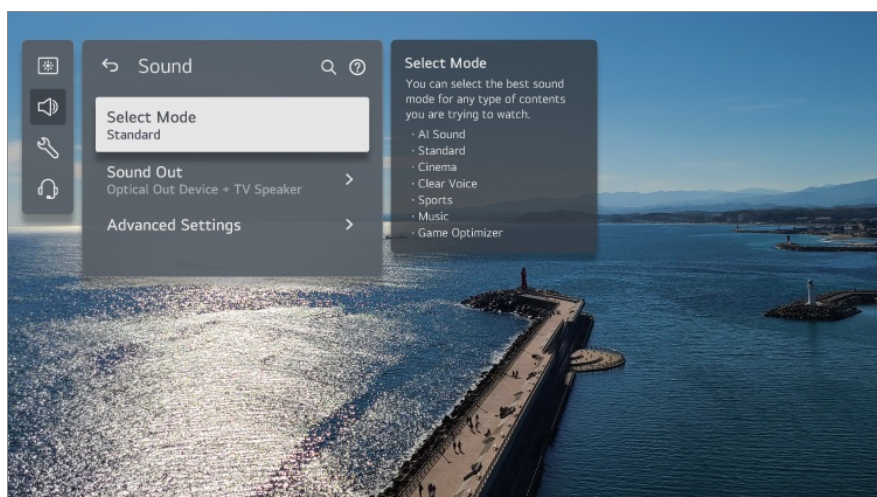 Sound
Select Mode
Standard
Sound Out
Optical Out Device + TV Speaker
Advanced Settings
Select Mode
You can select the best sound
mode for any type of contents
you are trying to watch.
· AI Sound
· Standard
· Cinema
· Clear Voice
· Sports
· Music
· Game Optimizer